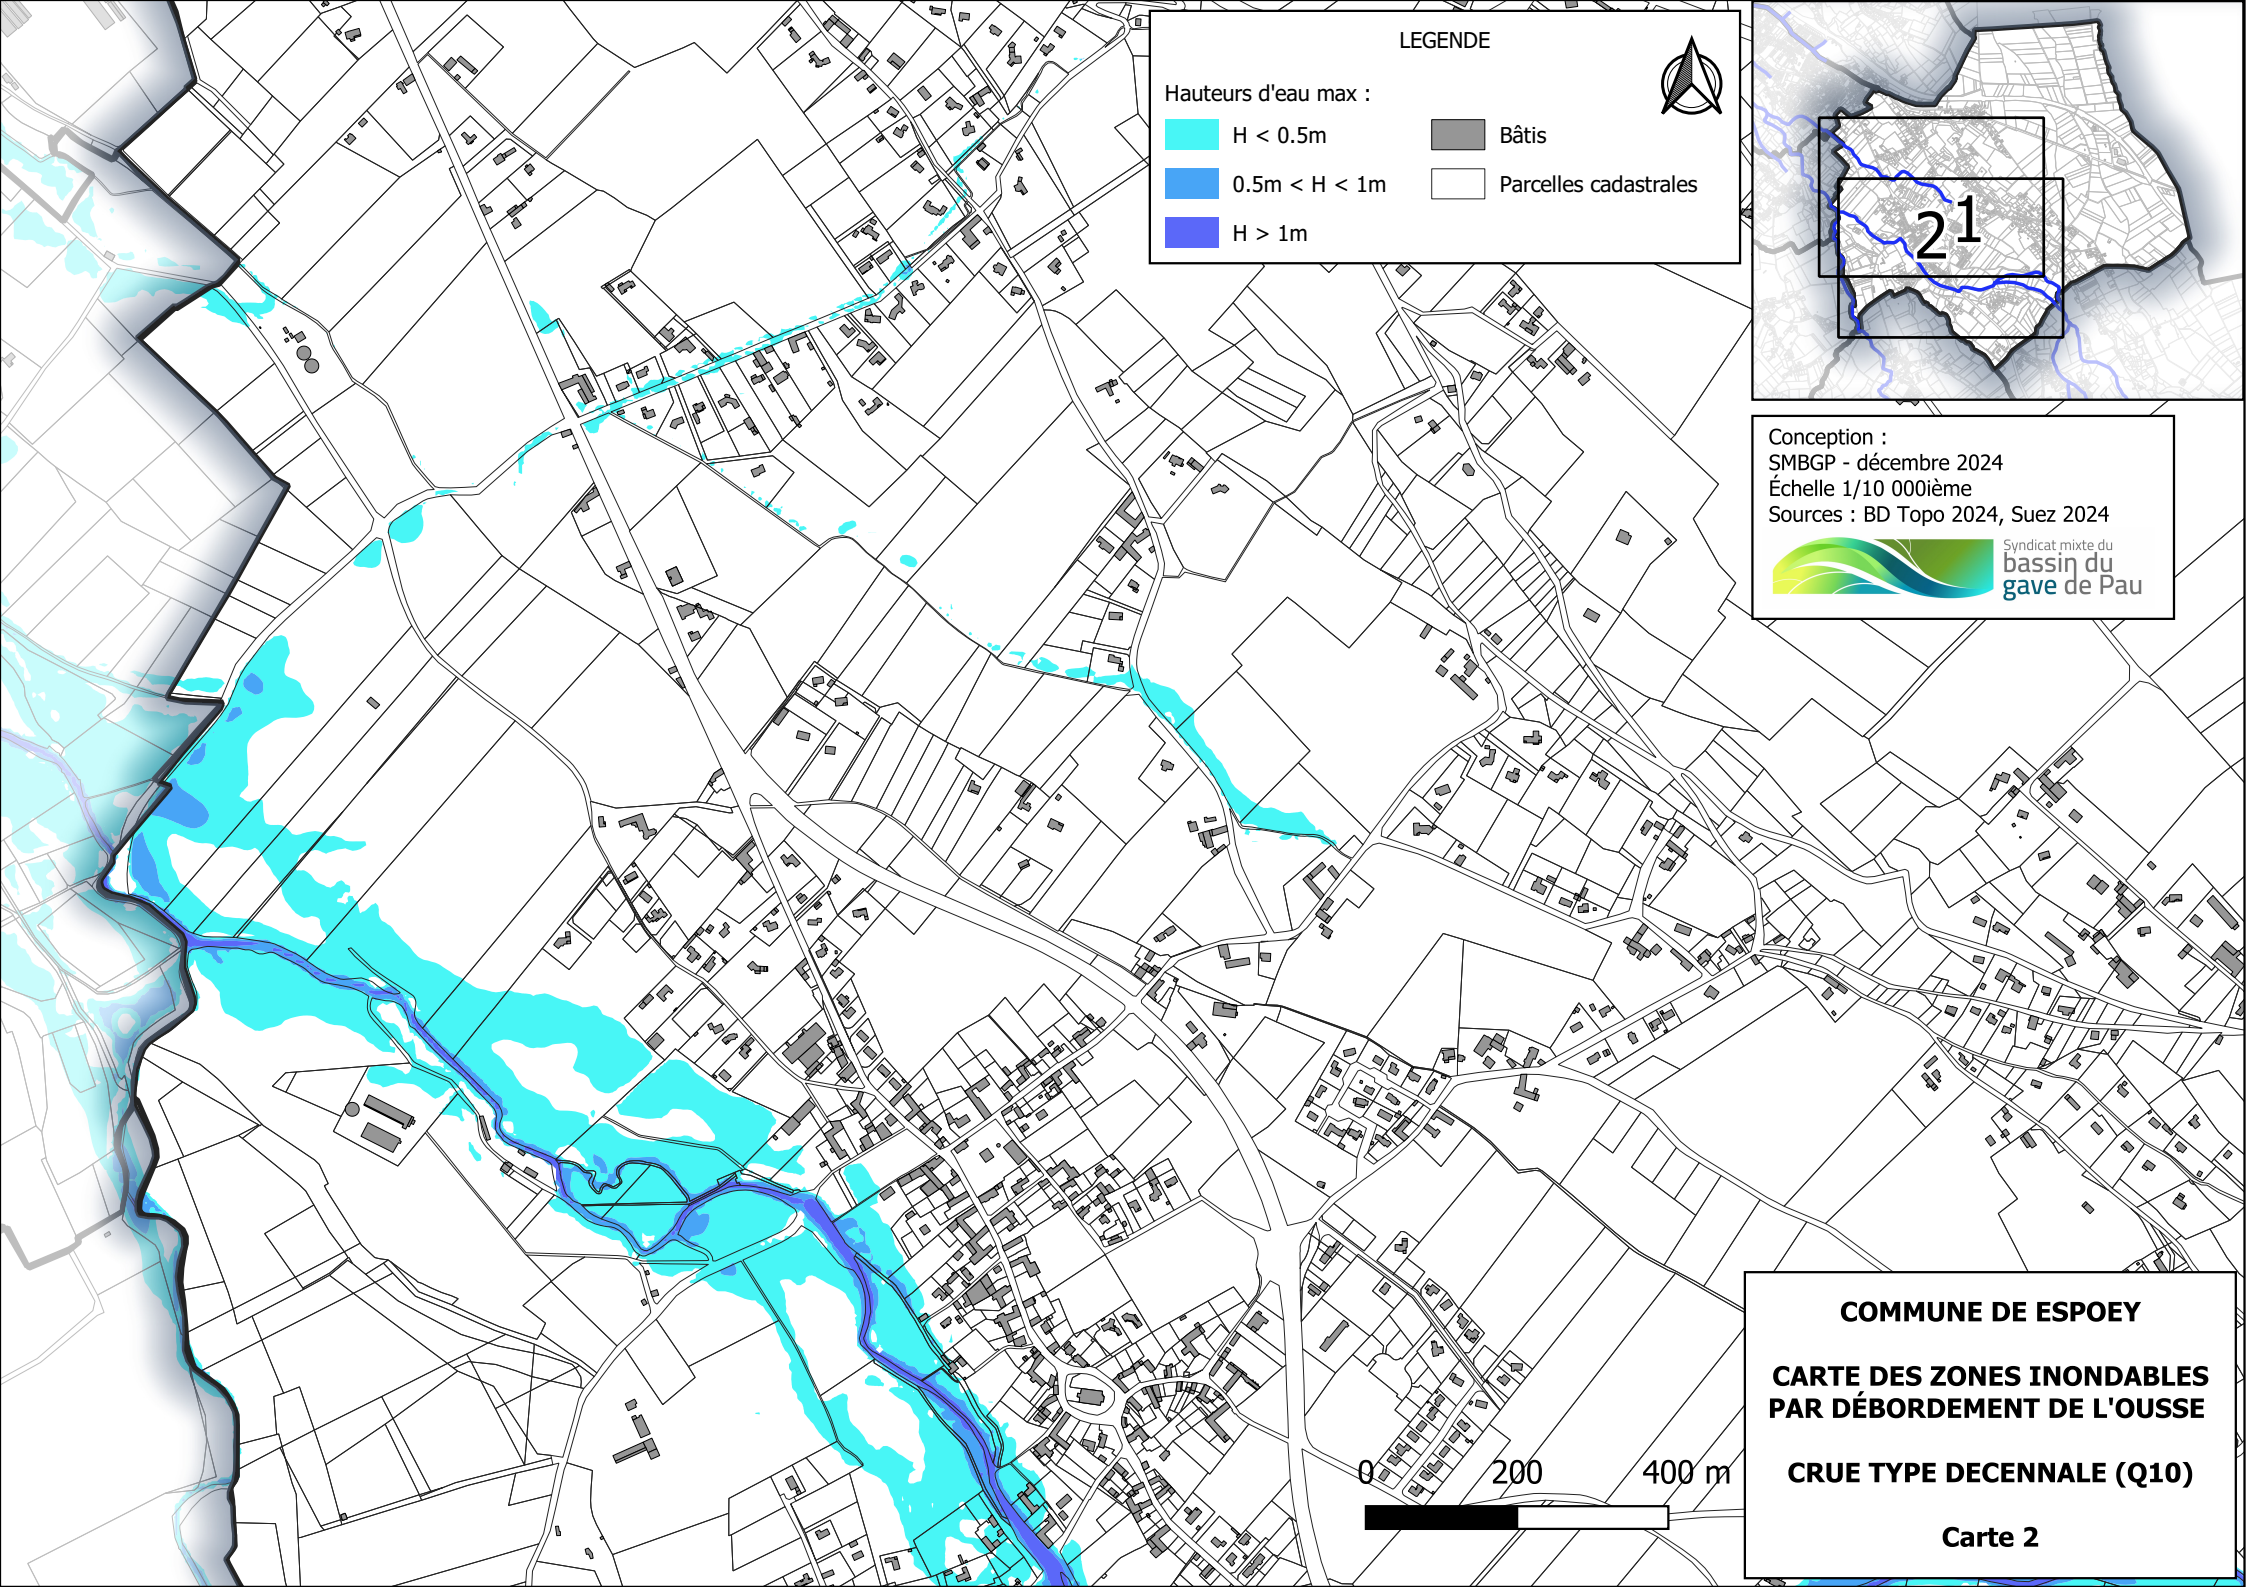 LEGENDE
Hauteurs d'eau max :
H < 0.5m
Bâtis
0.5m < H < 1m
Parcelles cadastrales
H > 1m
2
1
Conception :
SMBGP - décembre 2024
Échelle 1/10 000ième
Sources : BD Topo 2024, Suez 2024
Syndicat mixte du
bassin du
gave de Pau
0 200 400 m
COMMUNE DE ESPOEY
CARTE DES ZONES INONDABLES
PAR DÉBORDEMENT DE L'OUSSE
CRUE TYPE DECENNALE (Q10)
Carte 2